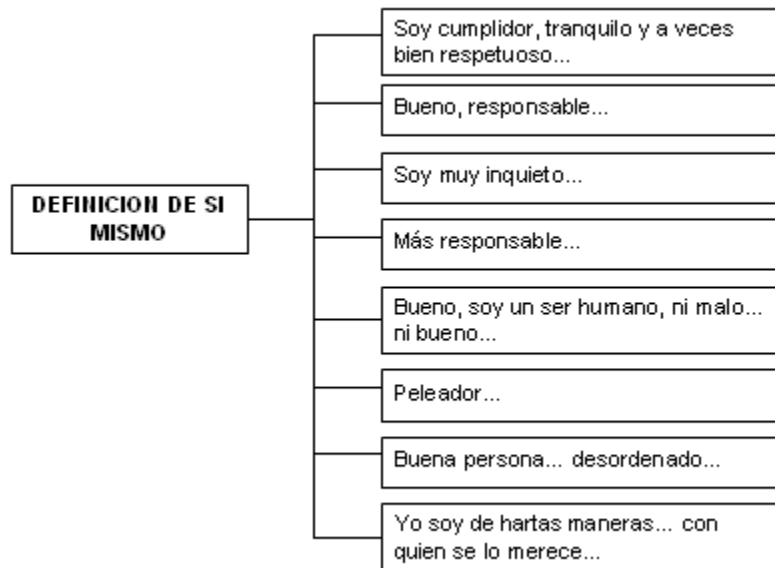 Soy cumplidor, tranquilo y a veces
bien respetuoso...
Bueno, responsable...
Soy muy inquieto...
DEFINICION DE SI
MISMO
Más responsable...
Bueno, soy un ser humano, ni malo...
ni bueno...
Peleador...
Buena persona... desordenado...
Yo soy de hartas maneras... con
quien se lo merece...